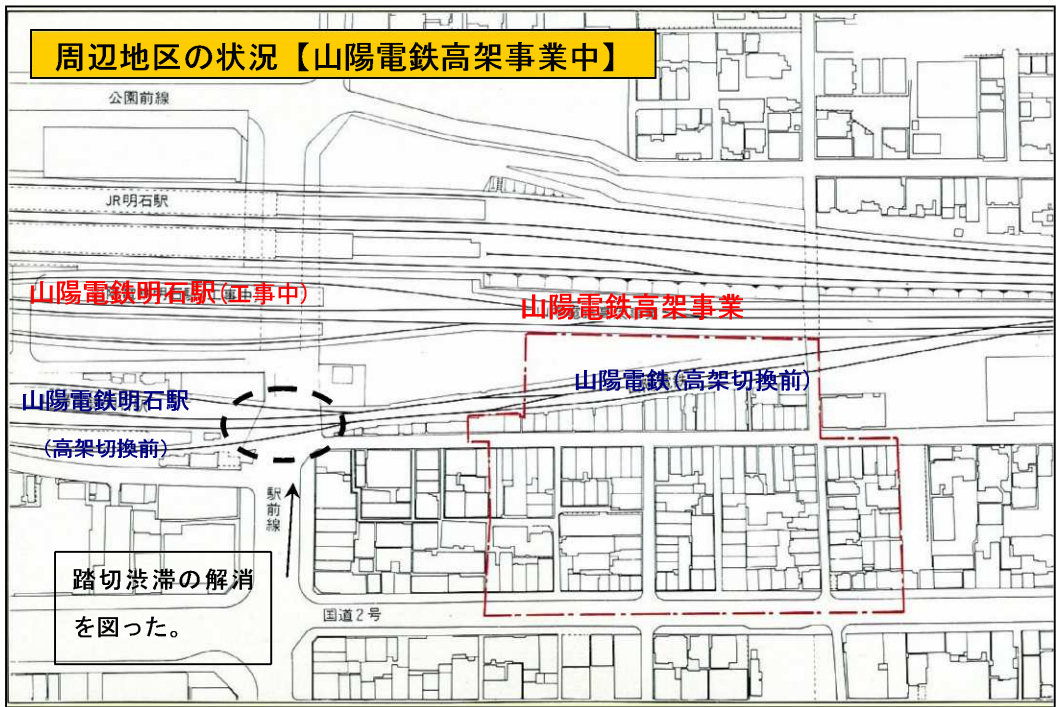 周辺地区の状況【山陽電鉄高架事業中】
公園前線
JR明石駅
山陽電鉄明石駅(工事中)
山陽電鉄高架事業
山陽電鉄(高架切換前)
山陽電鉄明石駅
(高架切換前)
駅前線
踏切渋滞の解消
を図った。
国道2号